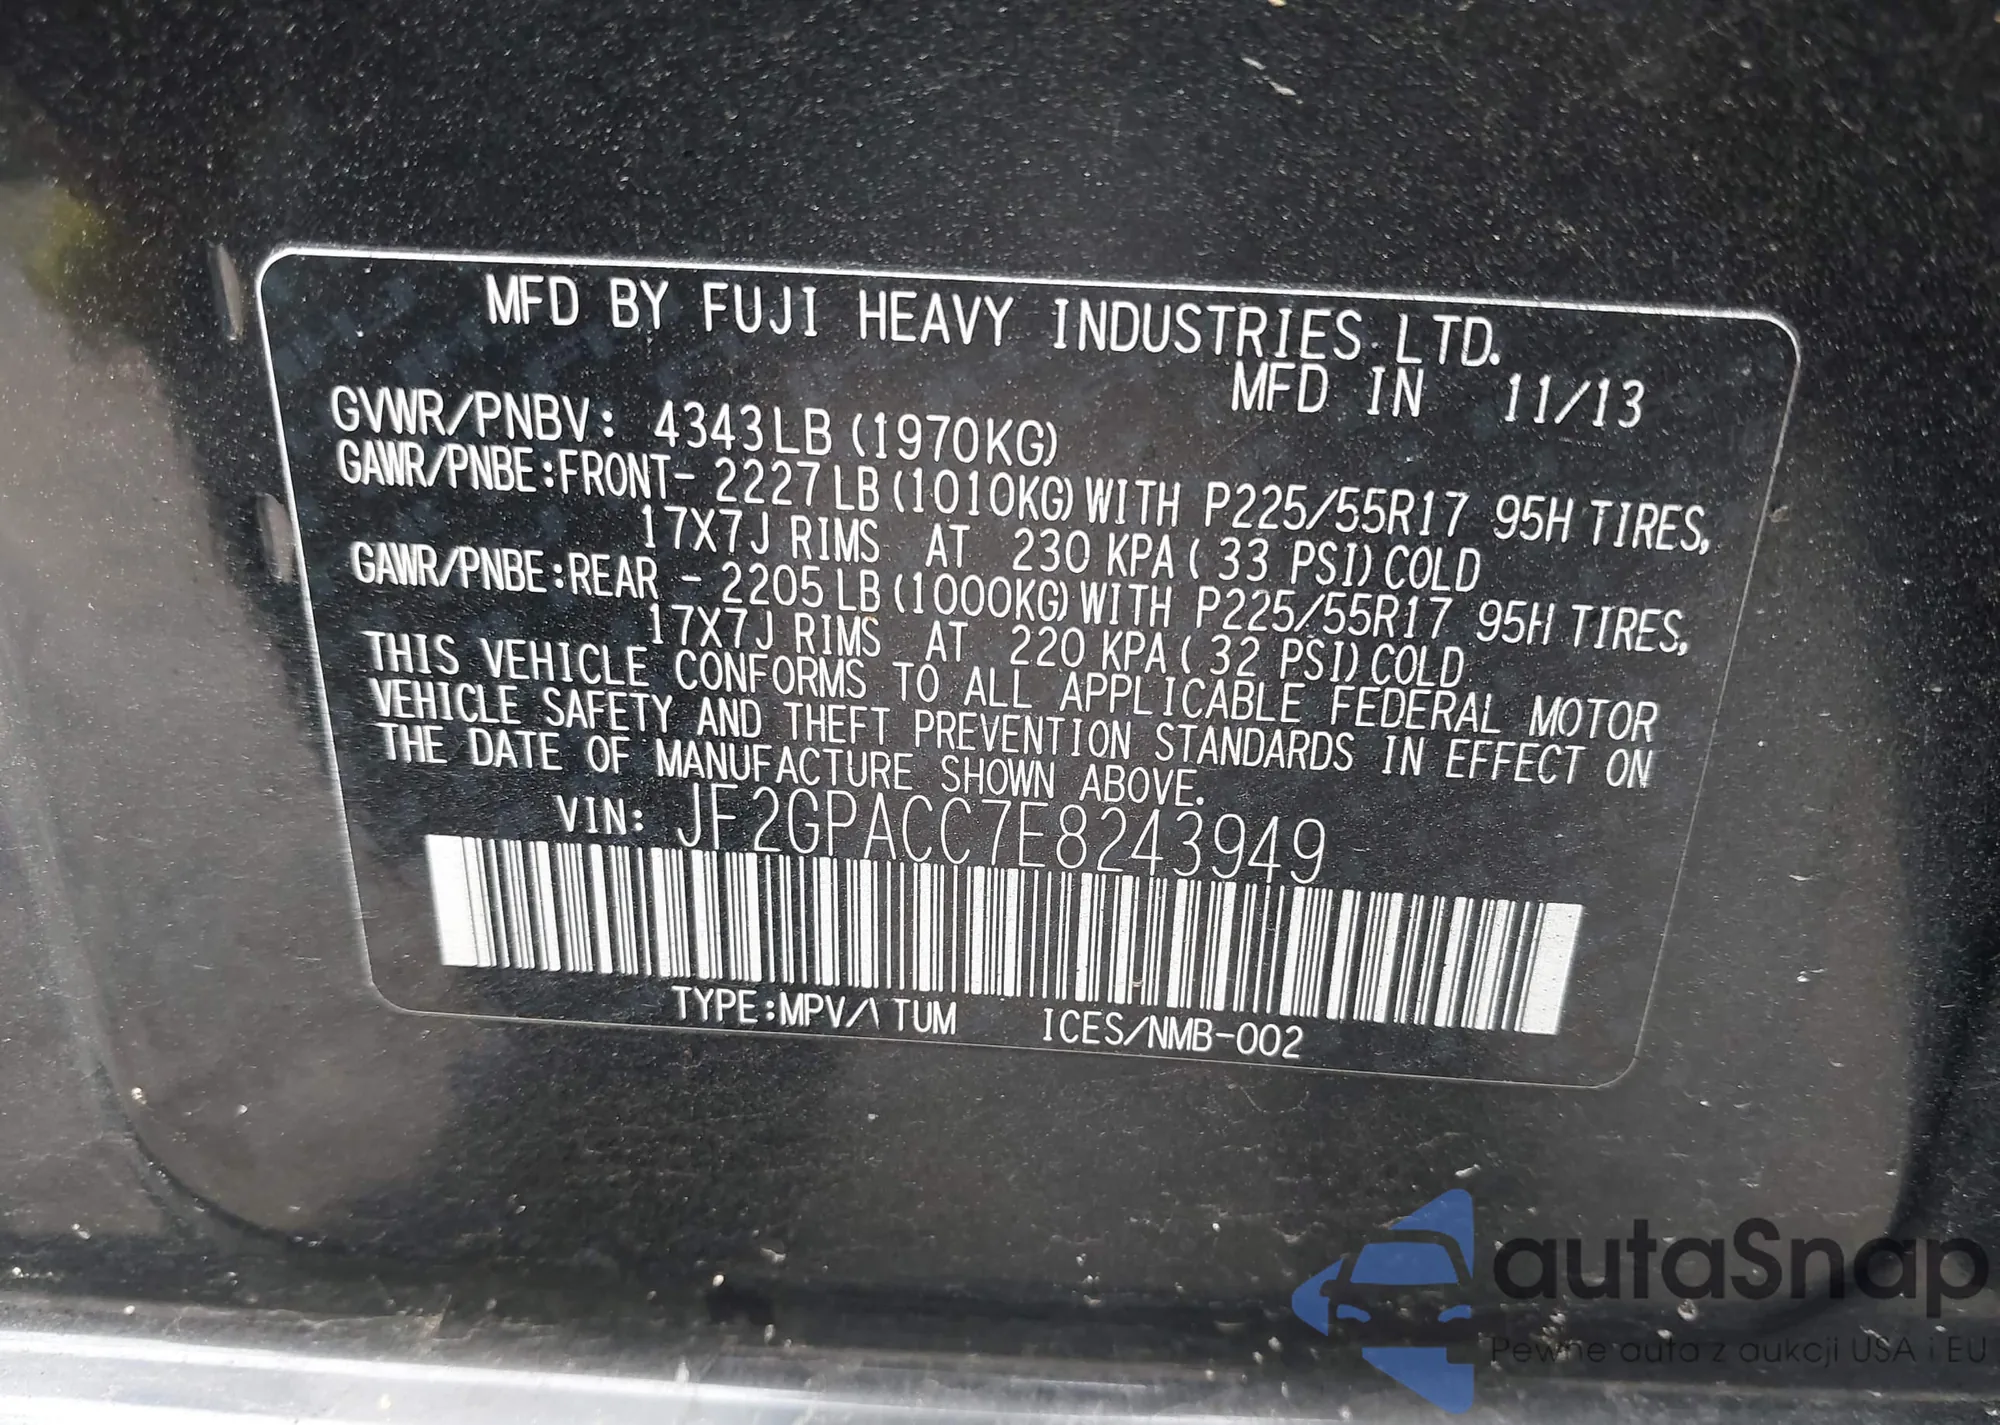 MFD BY FUJI HEAVY INDUSTRIES LTD.
MFD IN 11/13
GVWR/PNBV: 4343LB (1970KG)
GAWR/PNBE:FRONT- 2227LB (1010KG) WITH P225/55R17 95H TIRES,
17X7J RIMS AT 230 KPA ( 33 PSI) COLD
GAWR/PNBE:REAR - 2205LB (1000KG) WITH P225/55R17 95H TIRES,
17X7J RIMS AT 220 KPA ( 32 PSI) COLD
THIS VEHICLE CONFORMS TO ALL APPLICABLE FEDERAL MOTOR
VEHICLE SAFETY AND THEFT PREVENTION STANDARDS IN EFFECT ON
THE DATE OF MANUFACTURE SHOWN ABOVE.
VIN: JF2GPACC7E8243949
TYPE:MPV/\ TUM ICES/NMB-002
autaSnap
Pewne auta z aukcji USA i EU